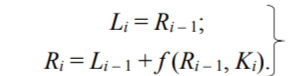 Lᵢ = Rᵢ₋₁;
Rᵢ = Lᵢ₋₁ + f(Rᵢ₋₁, Kᵢ).}